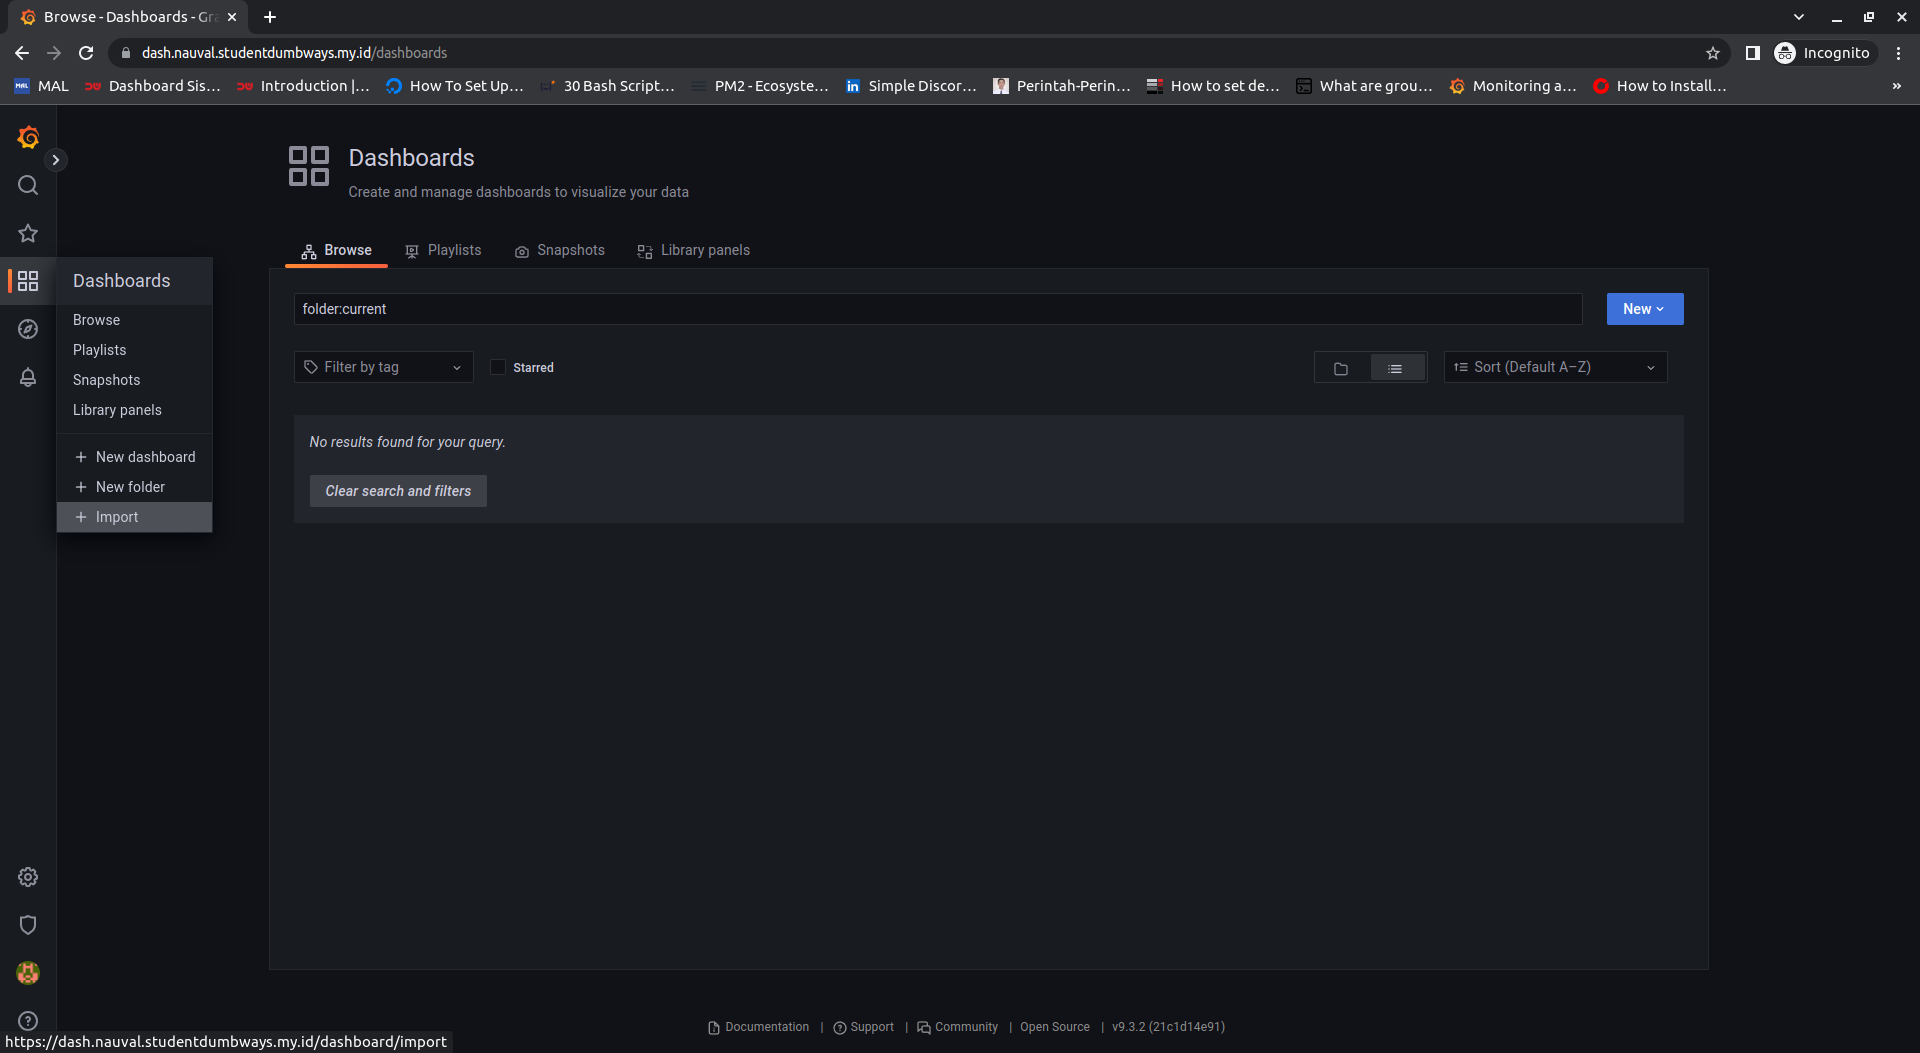 Browse - Dashboards - Gra
dash.nauval.studentdumbways.my.id/dashboards
Incognito
MAL
Dashboard Sis...
Introduction |...
How To Set Up...
30 Bash Script...
PM2 - Ecosyste...
Simple Discor...
Perintah-Perin...
How to set de...
What are grou...
Monitoring a...
How to Install...
»
Dashboards
Create and manage dashboards to visualize your data
Browse
Playlists
Snapshots
Library panels
Dashboards
Browse
Playlists
Snapshots
Library panels
+ New dashboard
+ New folder
+ Import
folder:current
New
Filter by tag
Starred
Sort (Default A–Z)
No results found for your query.
Clear search and filters
Documentation | Support | Community | Open Source | v9.3.2 (21c1d14e91)
https://dash.nauval.studentdumbways.my.id/dashboard/import